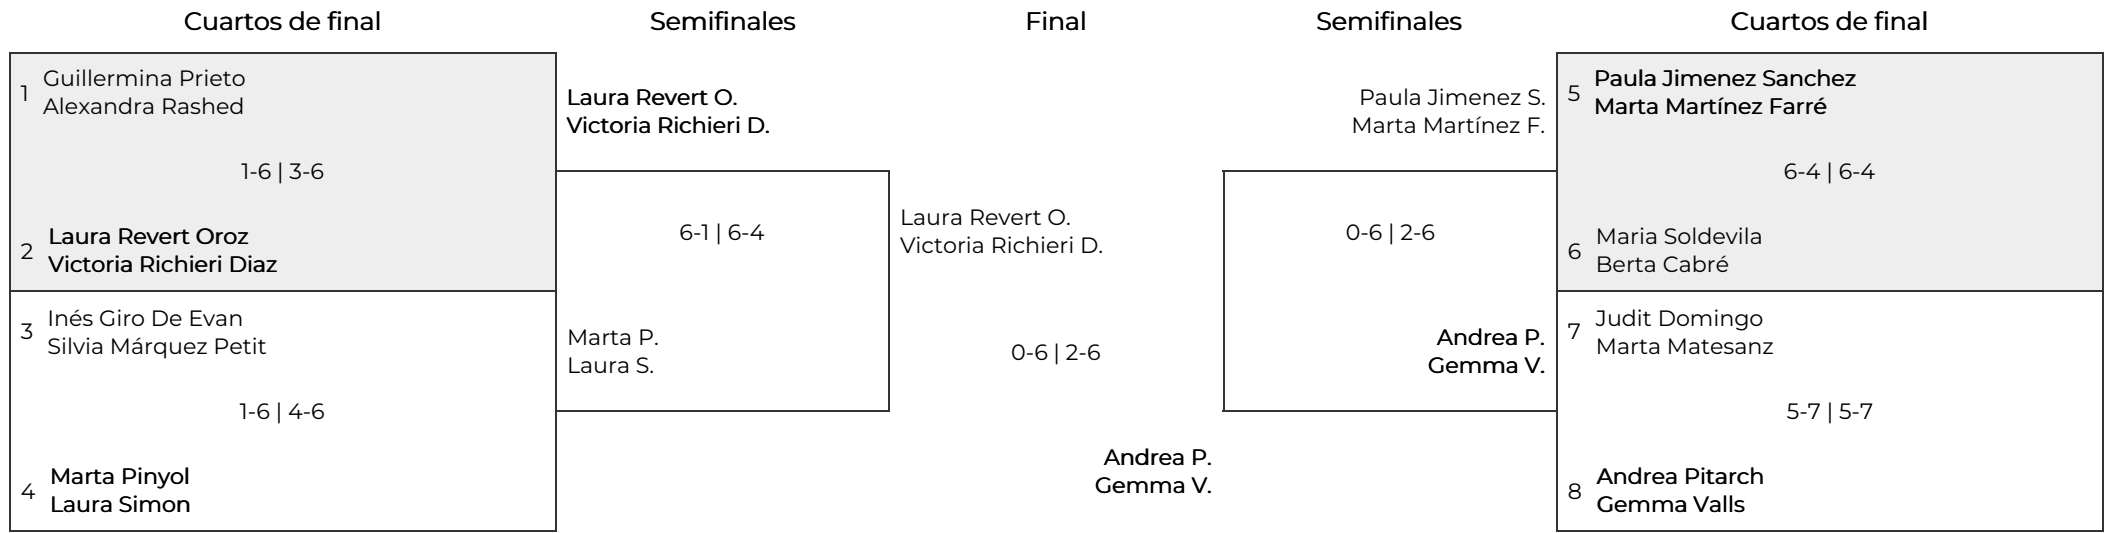 Cuartos de final
Semifinales
Final
Semifinales
Cuartos de final
1
Guillermina Prieto
Alexandra Rashed
1-6 | 3-6
2
Laura Revert Oroz
Victoria Richieri Diaz
3
Inés Giro De Evan
Silvia Márquez Petit
1-6 | 4-6
4
Marta Pinyol
Laura Simon
Laura Revert O.
Victoria Richieri D.
6-1 | 6-4
Marta P.
Laura S.
Laura Revert O.
Victoria Richieri D.
0-6 | 2-6
Andrea P.
Gemma V.
Paula Jimenez S.
Marta Martínez F.
0-6 | 2-6
Andrea P.
Gemma V.
5
Paula Jimenez Sanchez
Marta Martínez Farré
6-4 | 6-4
6
Maria Soldevila
Berta Cabré
7
Judit Domingo
Marta Matesanz
5-7 | 5-7
8
Andrea Pitarch
Gemma Valls